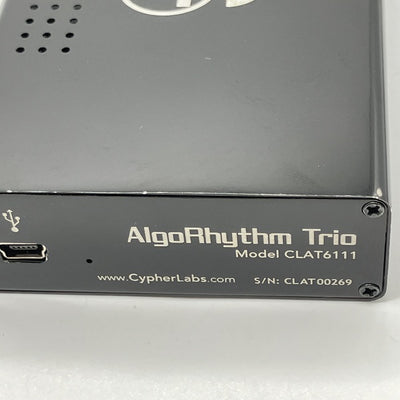 AlgoRhythm Trio
Model CLAT6111
www.CypherLabs.com S/N: CLAT00269